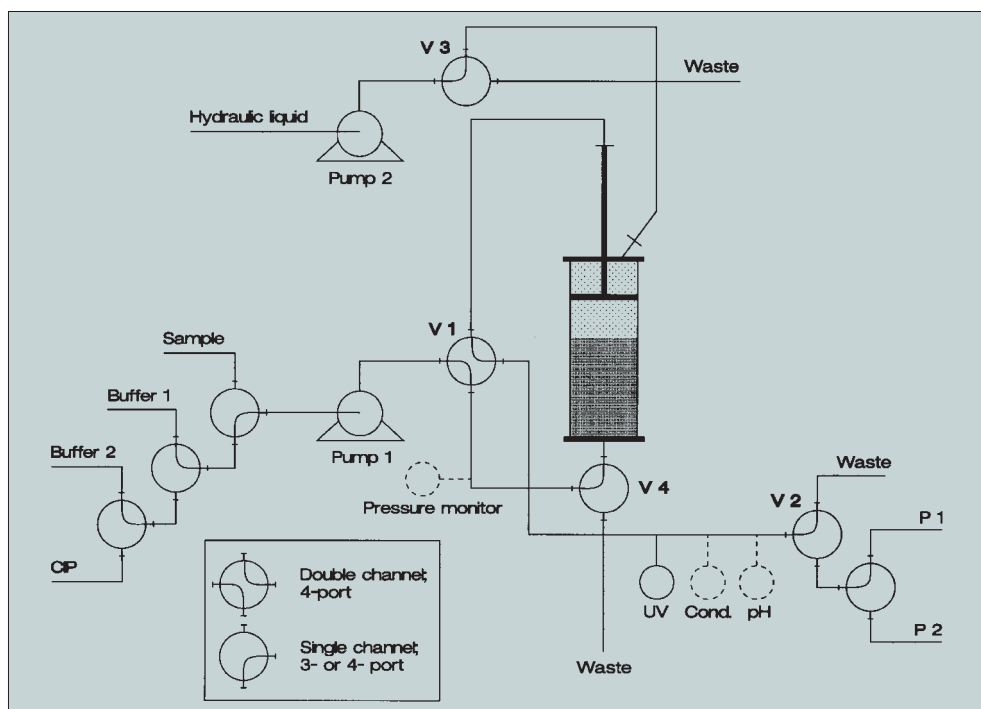 V 3
Waste
Hydraulic liquid
Pump 2
V 1
Sample
Buffer 1
Buffer 2
Pump 1
Pressure monitor
V 4
Waste
V 2
P 1
CIP
Double channel;
4-port
UV
Cond.
pH
Single channel;
3- or 4- port
P 2
Waste